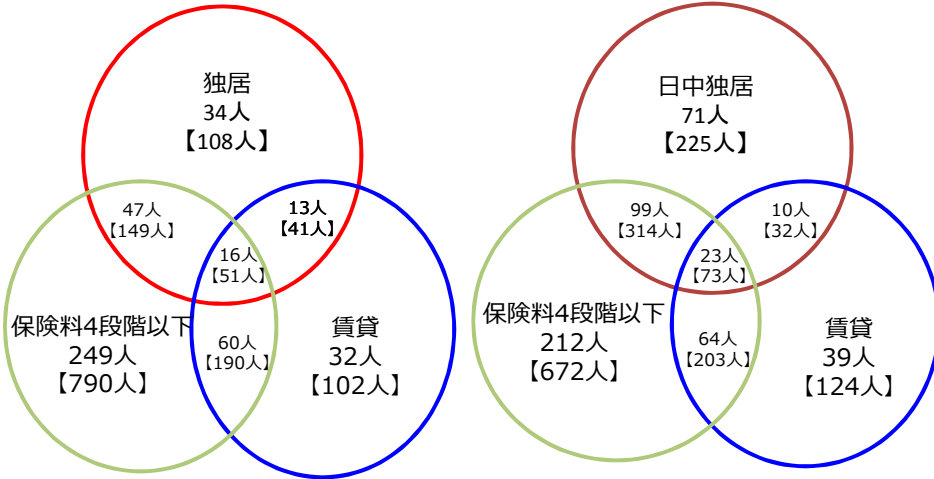 独居
34人
【108人】
47人
【149人】
13人
【41人】
16人
【51人】
保険料4段階以下
249人
【790人】
60人
【190人】
賃貸
32人
【102人】
日中独居
71人
【225人】
99人
【314人】
10人
【32人】
23人
【73人】
保険料4段階以下
212人
【672人】
64人
【203人】
賃貸
39人
【124人】